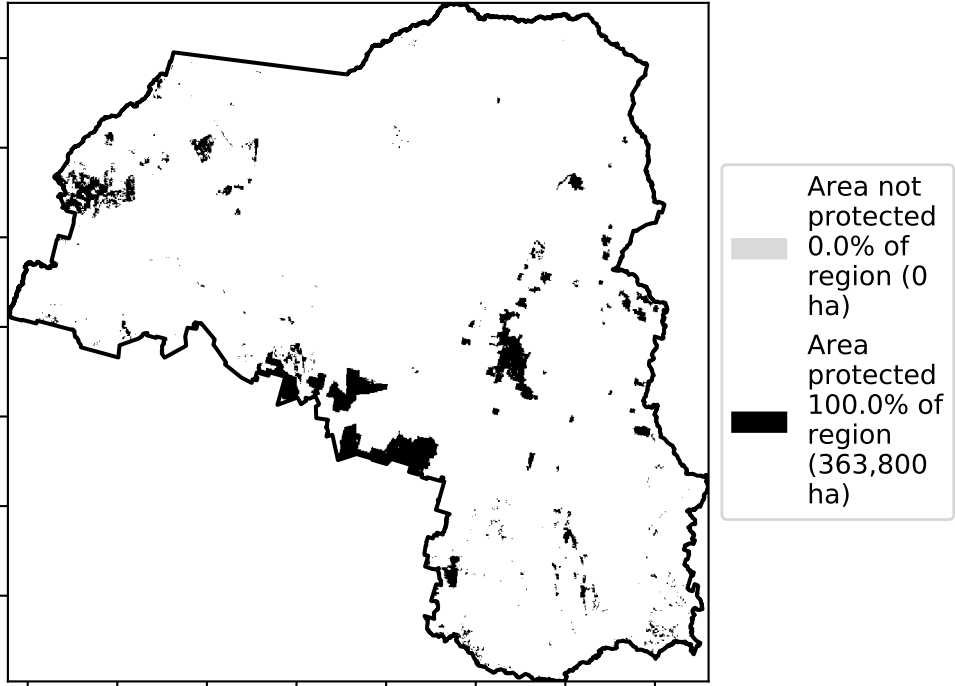 Area not
protected
0.0% of
region (0
ha)
Area
protected
100.0% of
region
(363,800
ha)